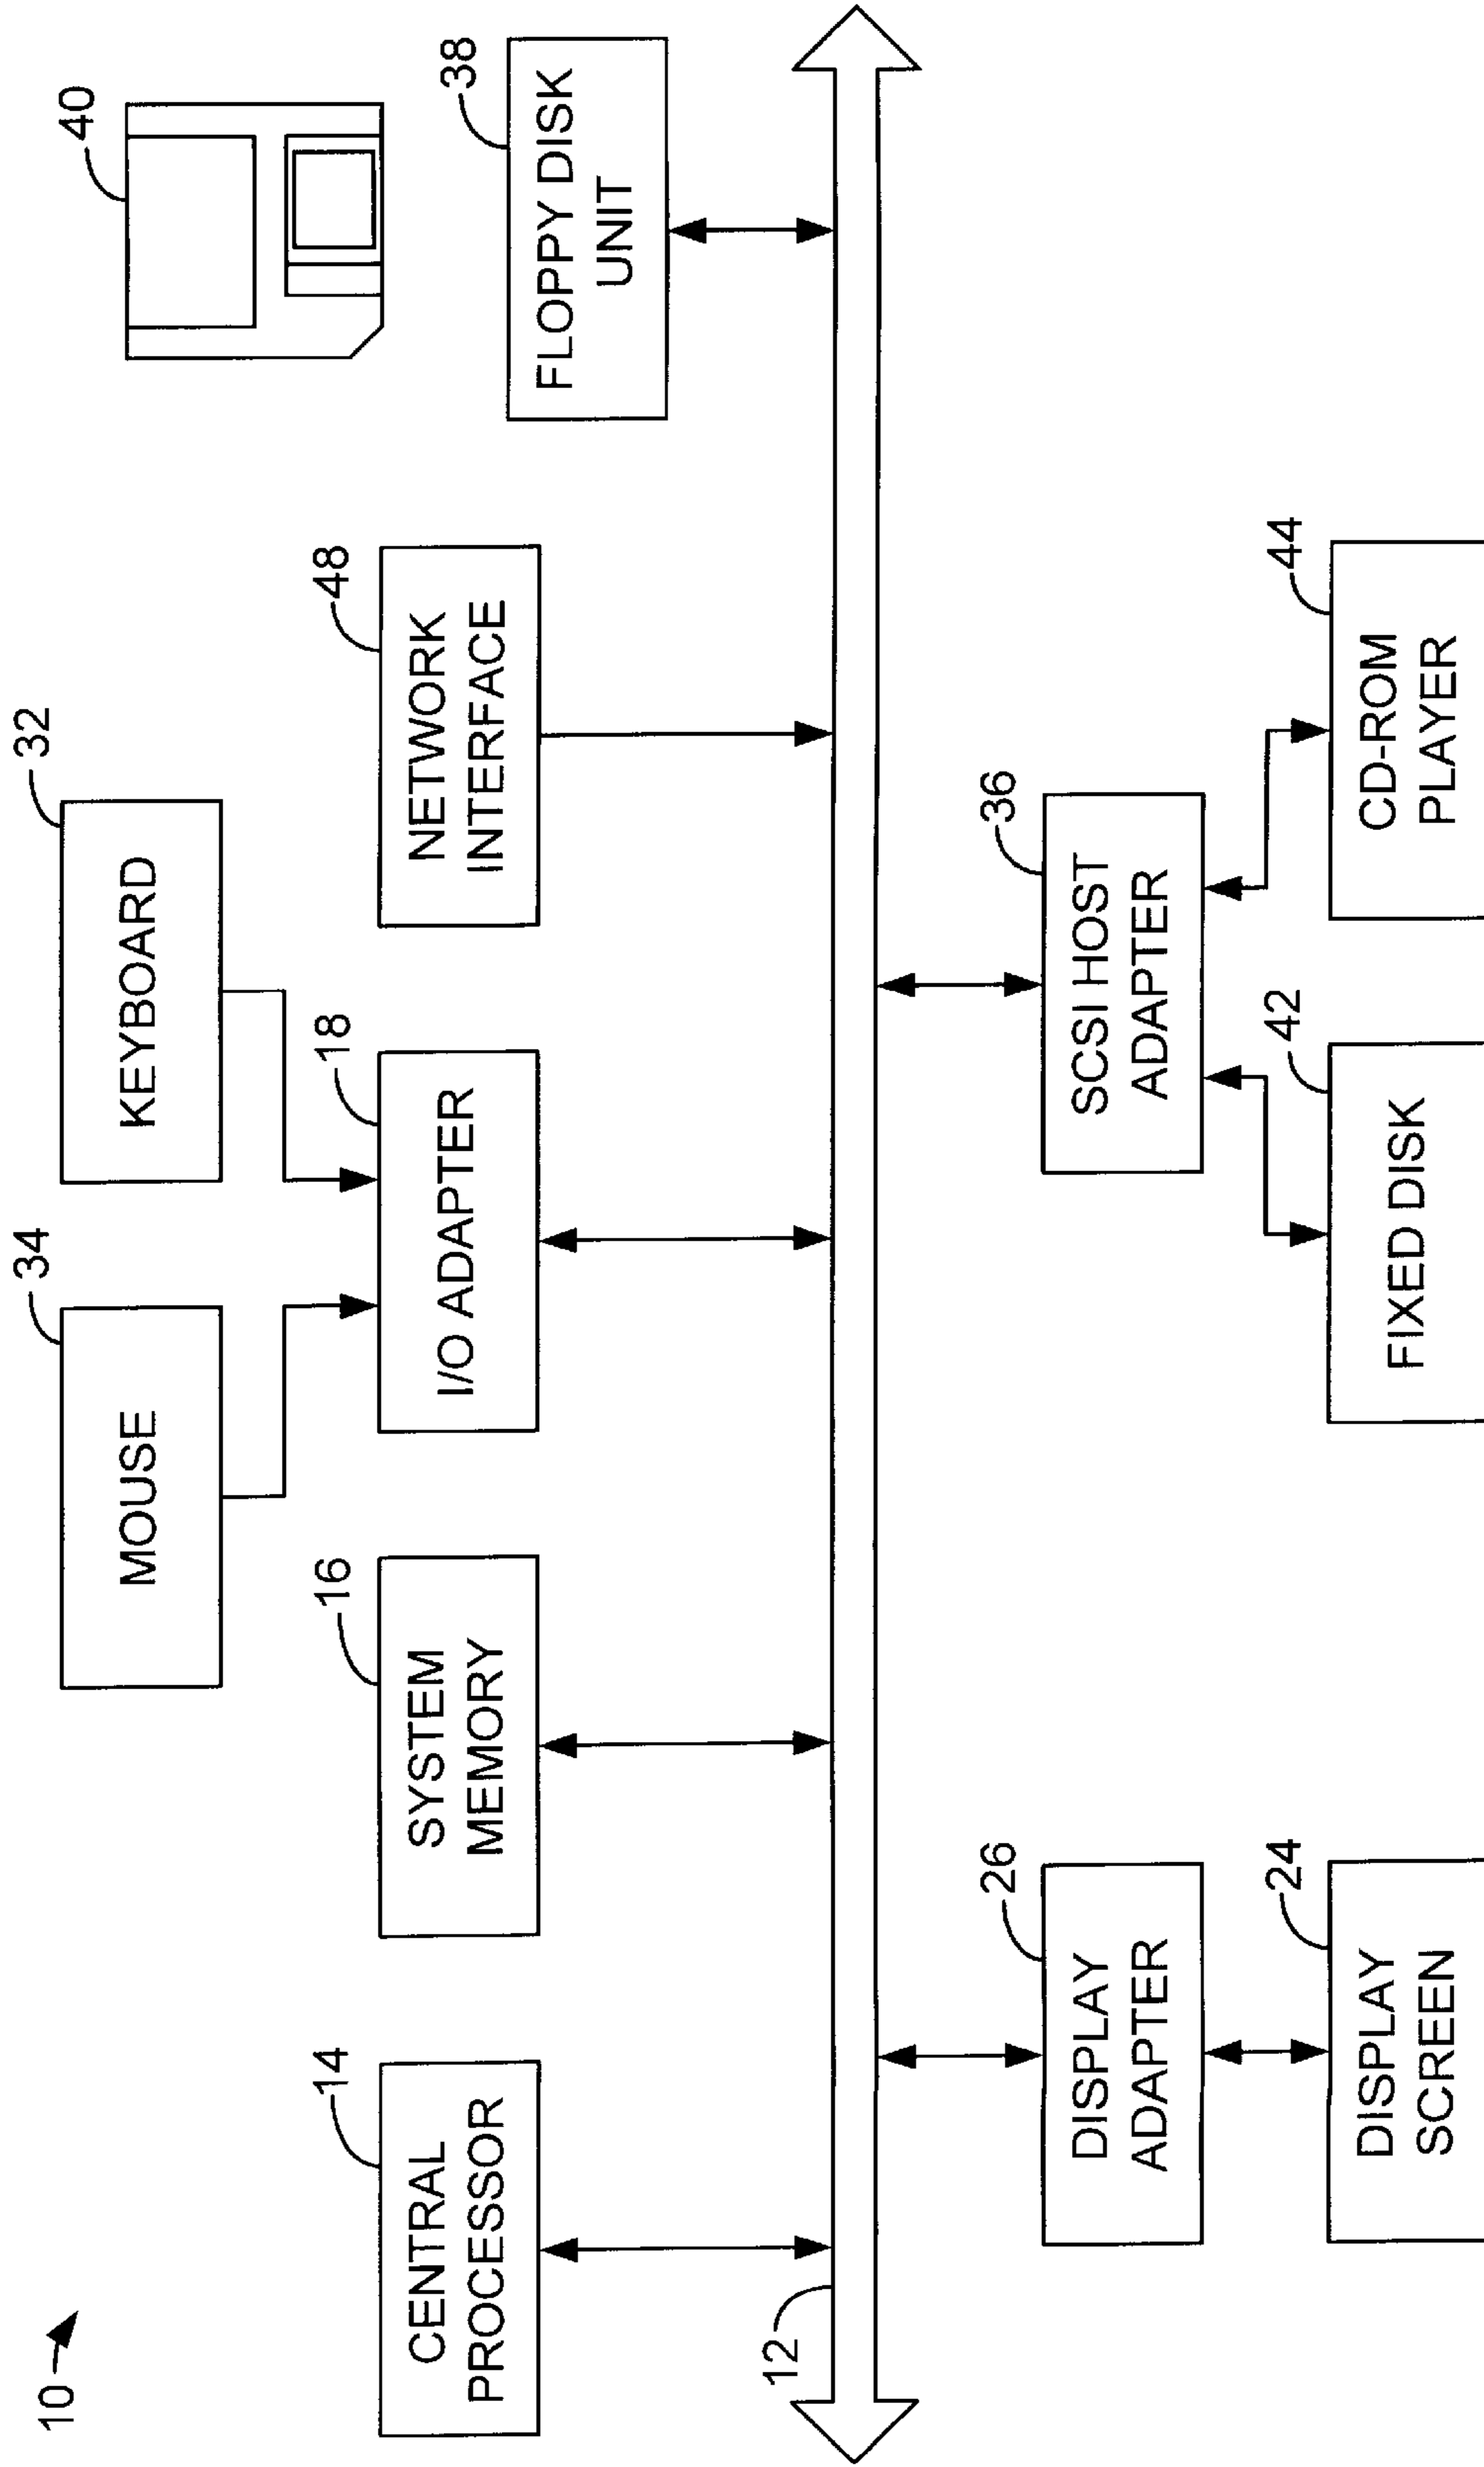 10
34
MOUSE
32
KEYBOARD
40
14
CENTRAL
PROCESSOR
16
SYSTEM
MEMORY
18
I/O ADAPTER
48
NETWORK
INTERFACE
38
FLOPPY DISK
UNIT
12
26
DISPLAY
ADAPTER
36
SCSI HOST
ADAPTER
24
DISPLAY
SCREEN
42
FIXED DISK
44
CD-ROM
PLAYER